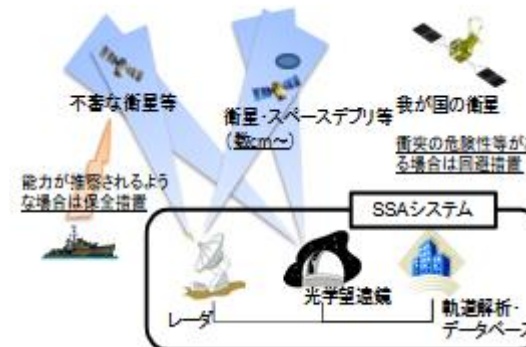 不審な衛星等
衛星・スペースデブリ等
(数cm～)
我が国の衛星
衝突の危険性等が
る場合は回避措置
能力が推察されるよう
な場合は保全措置
SSAシステム
レーダ
光学望遠鏡
軌道解析・
データベース